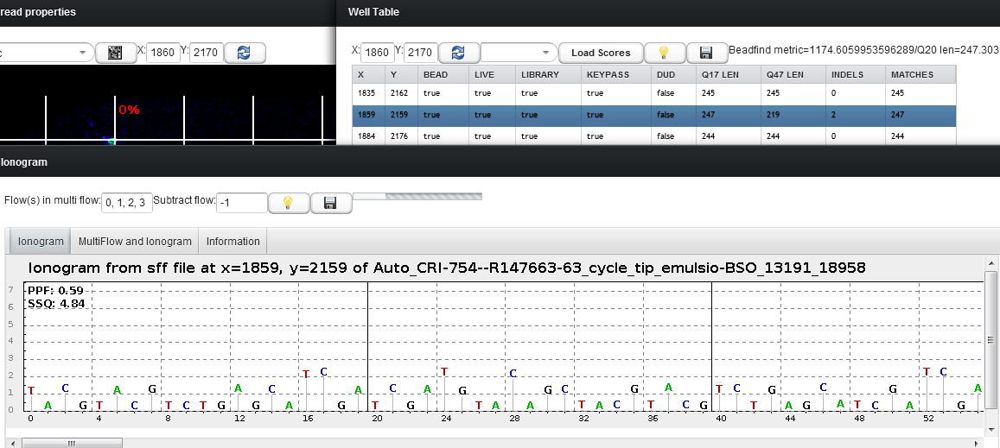 read properties
Well Table
c X: 1860 Y: 2170
X: 1860 Y: 2170 Load Scores Beadfind metric=1174.6059953596289/Q20 len=247.303
X Y BEAD LIVE LIBRARY KEYPASS DUD Q17 LEN Q47 LEN INDELS MATCHES
1835 2162 true true true true false 245 245 0 245
1859 2159 true true true true false 247 219 2 247
1884 2176 true true true true false 244 244 0 244
0%
Ionogram
Flow(s) in multi flow: 0, 1, 2, 3 Subtract flow: -1
Ionogram MultiFlow and Ionogram Information
Ionogram from sff file at x=1859, y=2159 of Auto_CRI-754--R147663-63_cycle_tip_emulsio-BSO_13191_18958
PPF: 0.59
SSQ: 4.84
7
6
5
4
3
2
1
0
T A C G T A C G T C T G A G C A T C G A T C G A T G T A C A G C T A C G T A C G T C T G A G C A T C G A T C G A
0 4 8 12 16 20 24 28 32 36 40 44 48 52